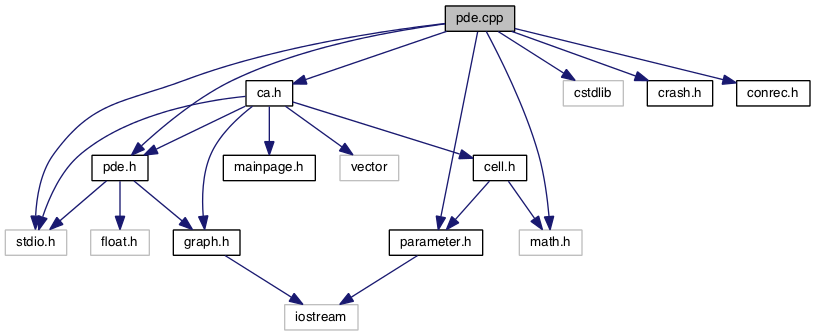 pde.cpp
ca.h
cstdlib
crash.h
conrec.h
pde.h
mainpage.h
vector
cell.h
stdio.h
float.h
graph.h
parameter.h
math.h
iostream